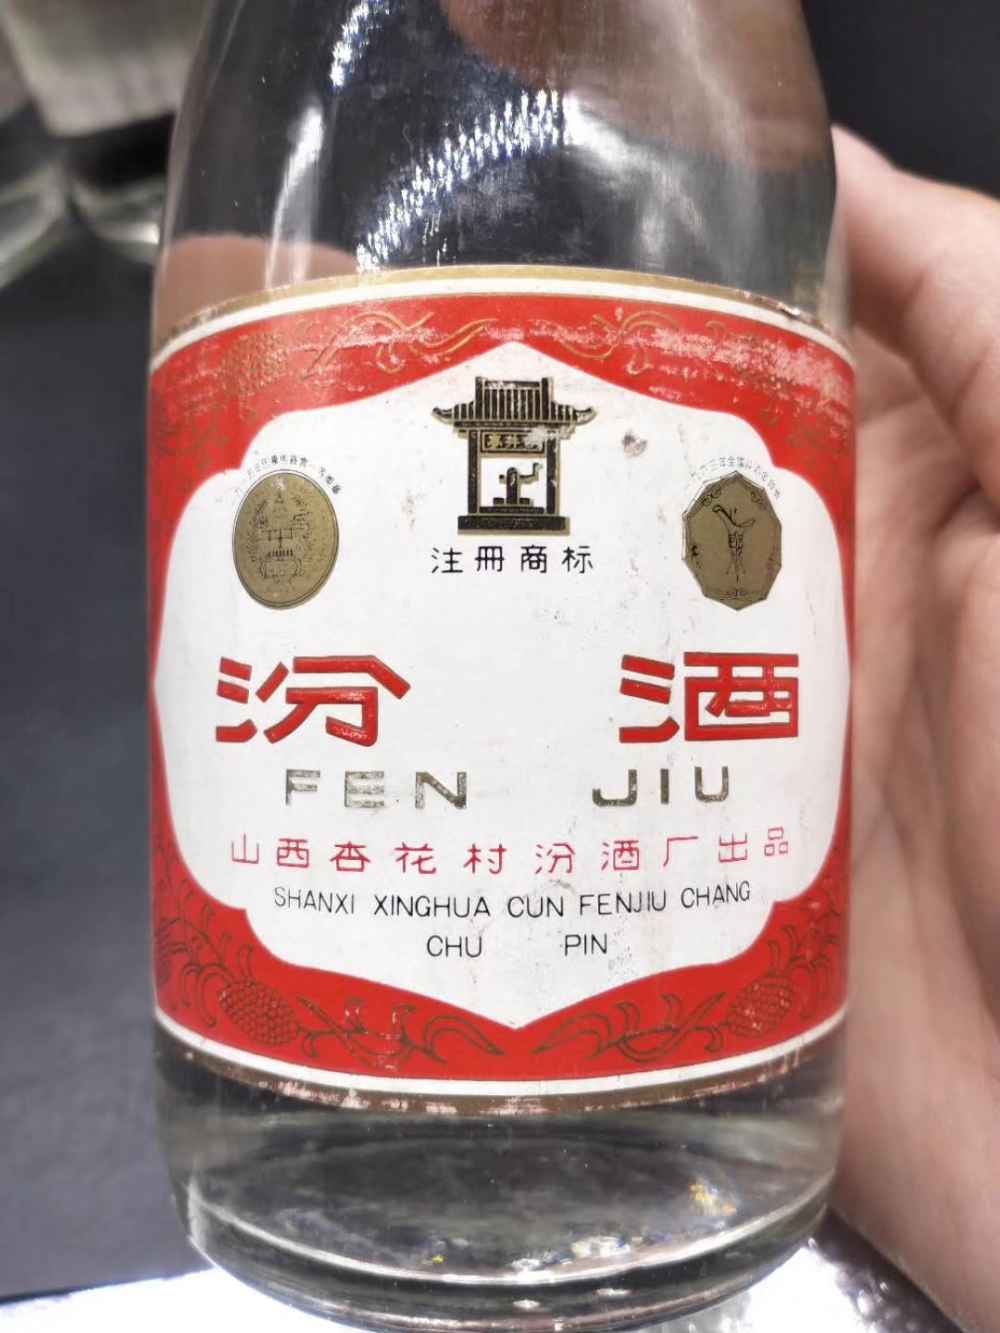 注册商标
汾酒
FEN JIU
山西杏花村汾酒厂出品
SHANXI XINGHUA CUN FENJIU CHANG
CHU PIN